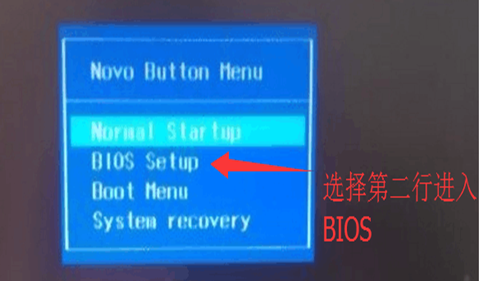 Novo Button Menu
Normal Startup
BIOS Setup
Boot Menu
System recovery
选择第二行进入
BIOS